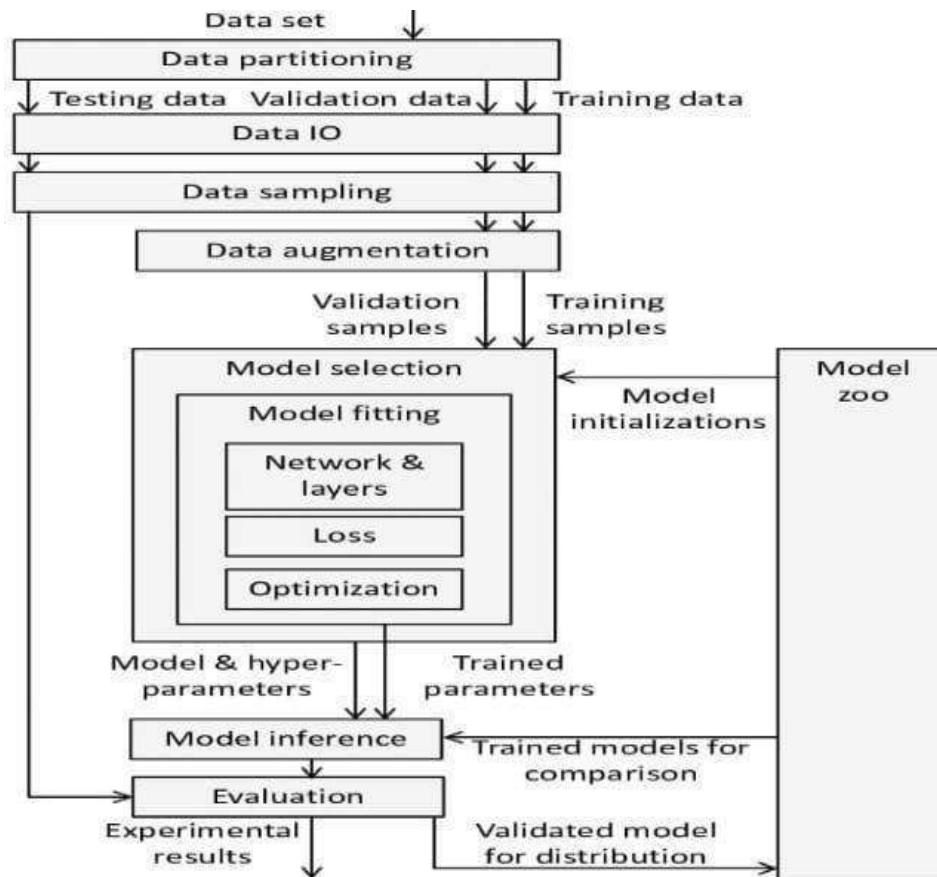 Data set
Data partitioning
Testing data Validation data Training data
Data IO
Data sampling
Data augmentation
Validation
samples
Training
samples
Model selection
Model fitting
Network &
layers
Loss
Optimization
Model
zoo
Model
initializations
Model & hyper-
parameters
Trained
parameters
Model inference
Trained models for
comparison
Evaluation
Experimental
results
Validated model
for distribution